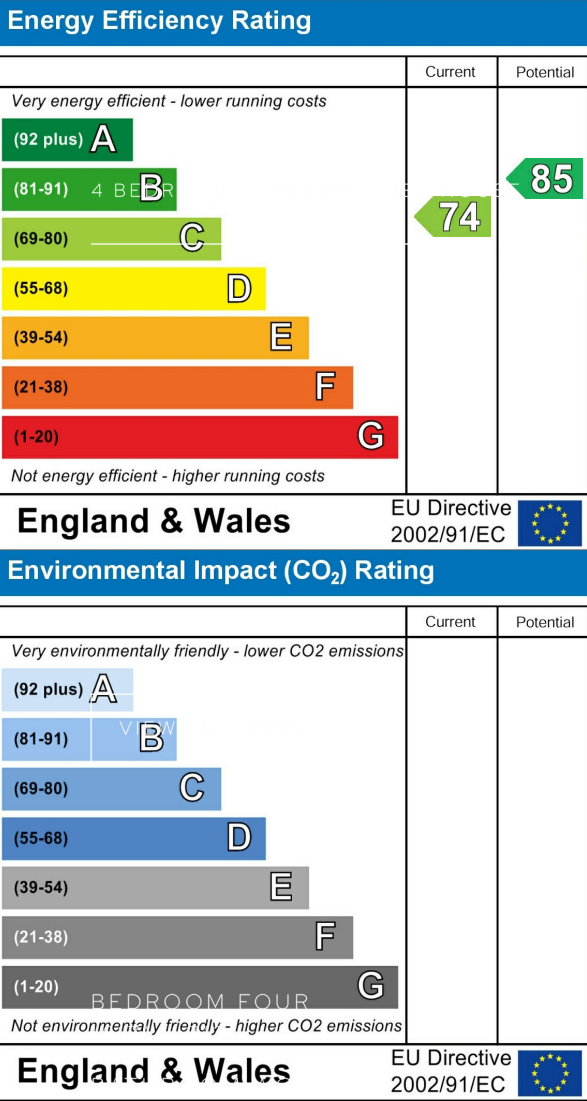 Energy Efficiency Rating
Current Potential
Very energy efficient - lower running costs
(92 plus) A
(81-91) B
4 BEDR
85
(69-80) C
74
(55-68) D
(39-54) E
(21-38) F
(1-20) G
Not energy efficient - higher running costs
England & Wales
EU Directive
2002/91/EC
Environmental Impact (CO₂) Rating
Current Potential
Very environmentally friendly - lower CO2 emissions
(92 plus) A
(81-91) B
VIEW
(69-80) C
(55-68) D
(39-54) E
(21-38) F
(1-20) G
BEDROOM FOUR
Not environmentally friendly - higher CO2 emissions
England & Wales
EU Directive
2002/91/EC